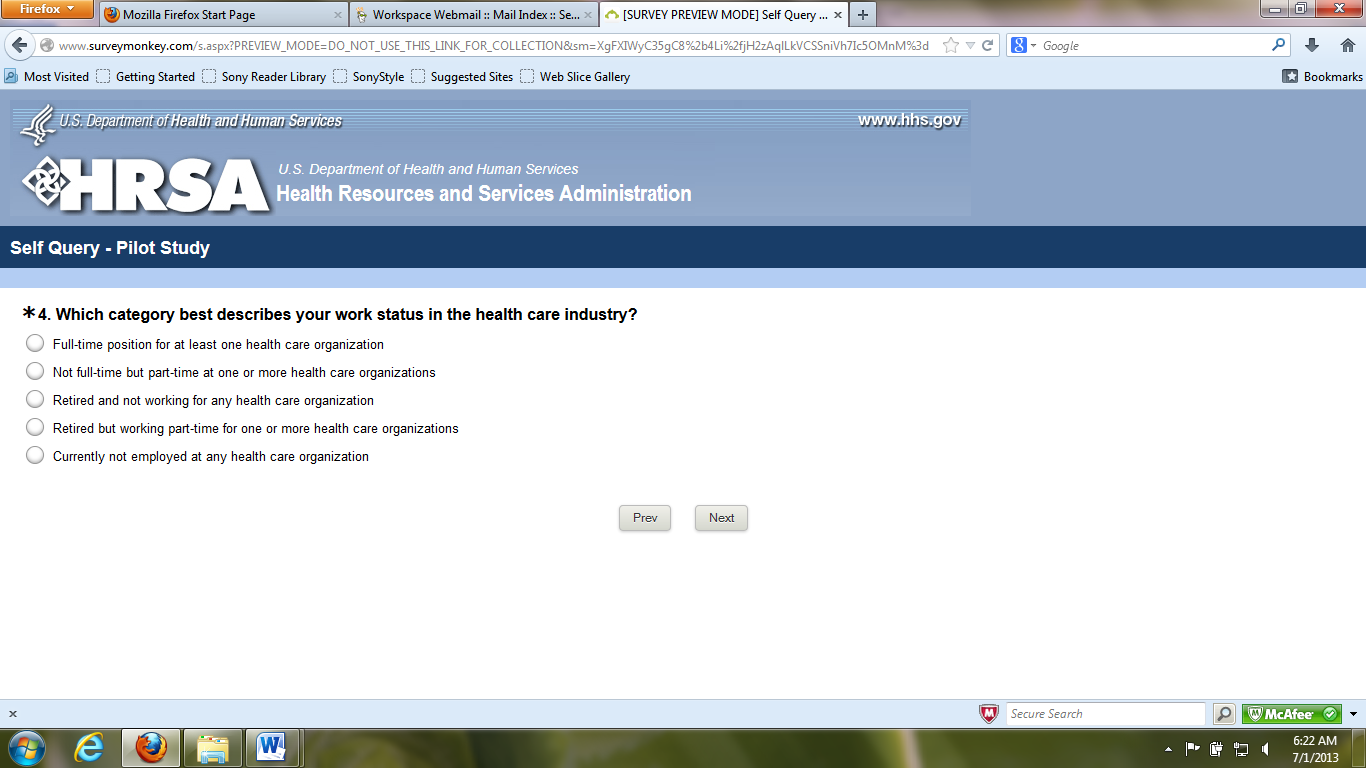 Firefox
Mozilla Firefox Start Page
Workspace Webmail :: Mail Index :: Se...
[SURVEY PREVIEW MODE] Self Query ...
www.surveymonkey.com/s.aspx?PREVIEW_MODE=DO_NOT_USE_THIS_LINK_FOR_COLLECTION&sm=XgFXIWyC35gC8%2b4Li%2fjH2zAqILkVCSSniVh7Ic5OMnM%3d
Google
Most Visited Getting Started Sony Reader Library SonyStyle Suggested Sites Web Slice Gallery Bookmarks
U.S. Department of Health and Human Services
www.hhs.gov
HRSA
U.S. Department of Health and Human Services
Health Resources and Services Administration
Self Query - Pilot Study
*4. Which category best describes your work status in the health care industry?
Full-time position for at least one health care organization
Not full-time but part-time at one or more health care organizations
Retired and not working for any health care organization
Retired but working part-time for one or more health care organizations
Currently not employed at any health care organization
Prev Next
x
Secure Search
McAfee
6:22 AM
7/1/2013